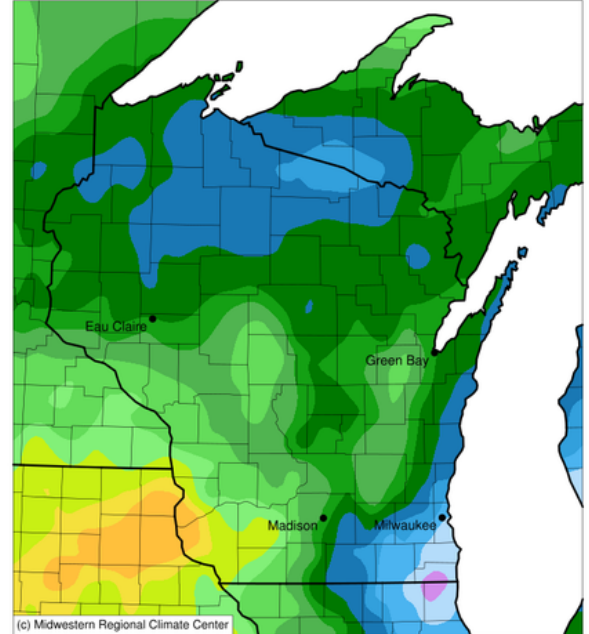 Eau Claire
Green Bay
Madison
Milwaukee
(c) Midwestern Regional Climate Center